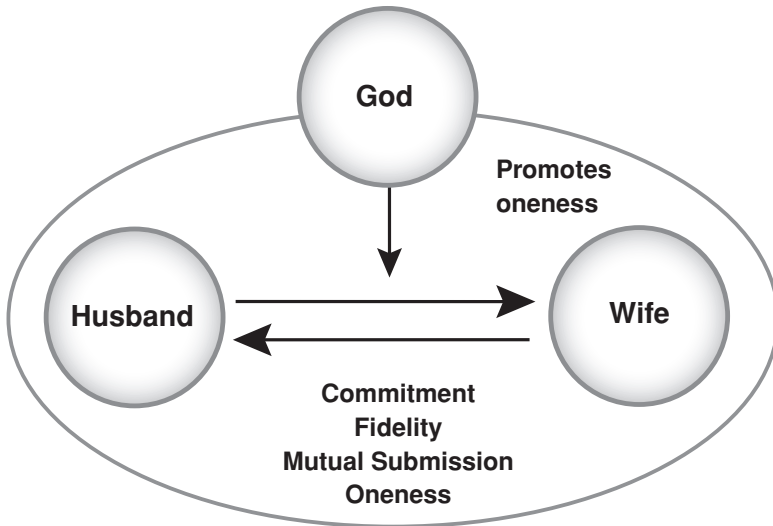 God
Promotes
oneness
Husband
Wife
Commitment
Fidelity
Mutual Submission
Oneness